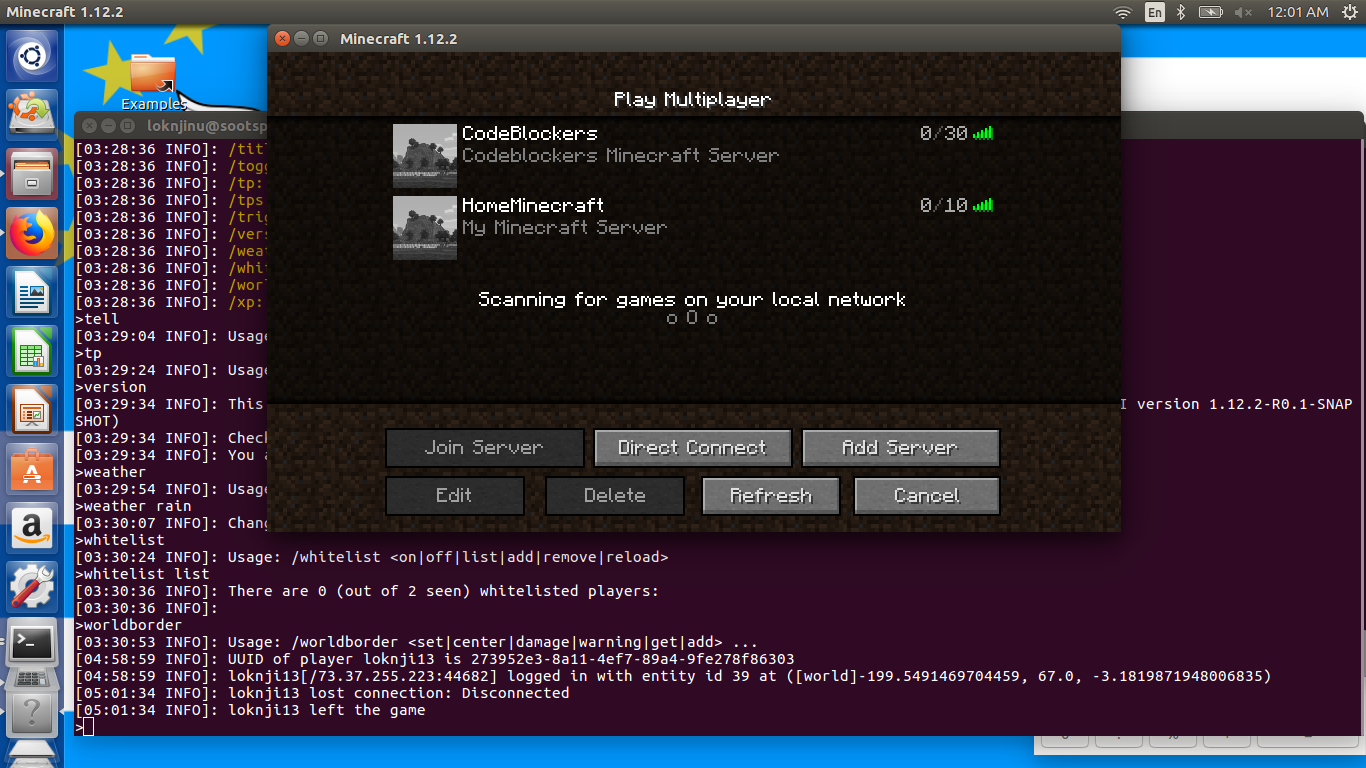 Minecraft 1.12.2
En
12:01 AM
Examples
Minecraft 1.12.2
Play Multiplayer
CodeBlockers
0/30
Codeblockers Minecraft Server
HomeMinecraft
0/10
My Minecraft Server
Scanning for games on your local network
o O o
Join Server
Direct Connect
Add Server
Edit
Delete
Refresh
Cancel
loknjinu@sootsp
[03:28:36 INFO]: /titl
[03:28:36 INFO]: /togg
[03:28:36 INFO]: /tp:
[03:28:36 INFO]: /tps
[03:28:36 INFO]: /trig
[03:28:36 INFO]: /vers
[03:28:36 INFO]: /weat
[03:28:36 INFO]: /whit
[03:28:36 INFO]: /worl
[03:28:36 INFO]: /xp:
>tell
[03:29:04 INFO]: Usage
>tp
[03:29:24 INFO]: Usage
>version
[03:29:34 INFO]: This I version 1.12.2-R0.1-SNAP
SHOT)
[03:29:34 INFO]: Check
[03:29:34 INFO]: You a
>weather
[03:29:54 INFO]: Usage
>weather rain
[03:30:07 INFO]: Chang
>whitelist
[03:30:24 INFO]: Usage: /whitelist <on|off|list|add|remove|reload>
>whitelist list
[03:30:36 INFO]: There are 0 (out of 2 seen) whitelisted players:
[03:30:36 INFO]:
>worldborder
[03:30:53 INFO]: Usage: /worldborder <set|center|damage|warning|get|add> ...
[04:58:59 INFO]: UUID of player loknji13 is 273952e3-8a11-4ef7-89a4-9fe278f86303
[04:58:59 INFO]: loknji13[/73.37.255.223:44682] logged in with entity id 39 at ([world]-199.5491469704459, 67.0, -3.1819871948006835)
[05:01:34 INFO]: loknji13 lost connection: Disconnected
[05:01:34 INFO]: loknji13 left the game
>